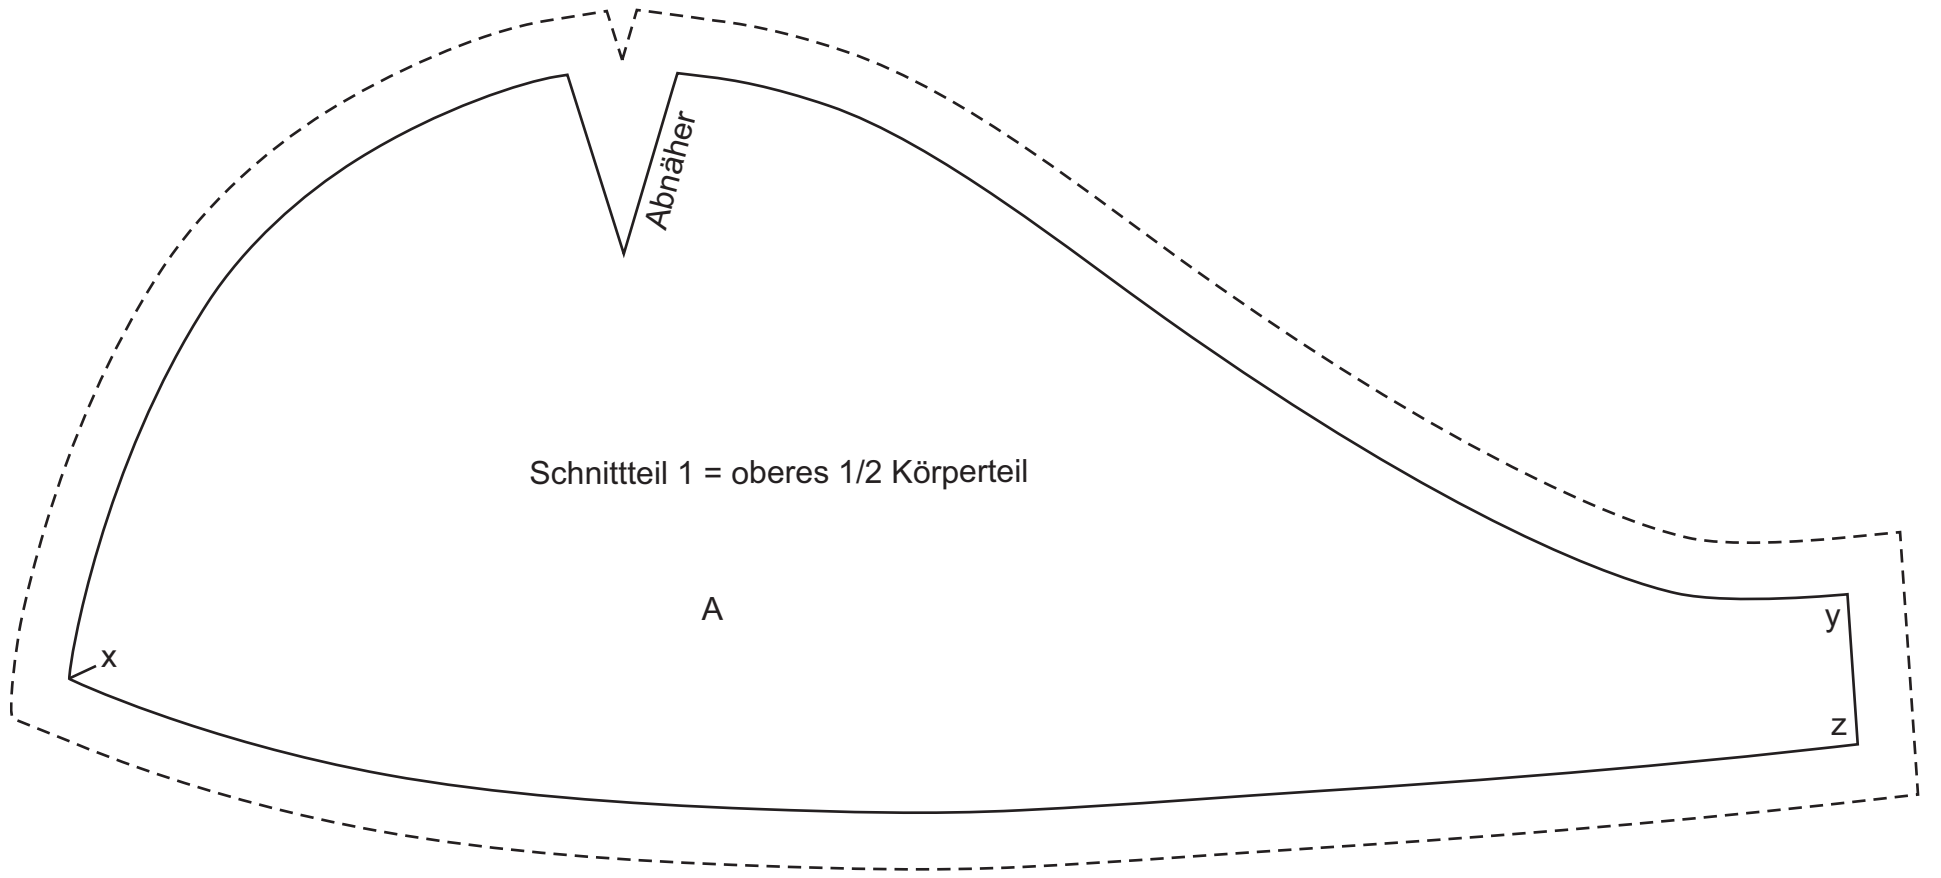 Abnäher
Schnittteil 1 = oberes 1/2 Körperteil
A
x
y
z